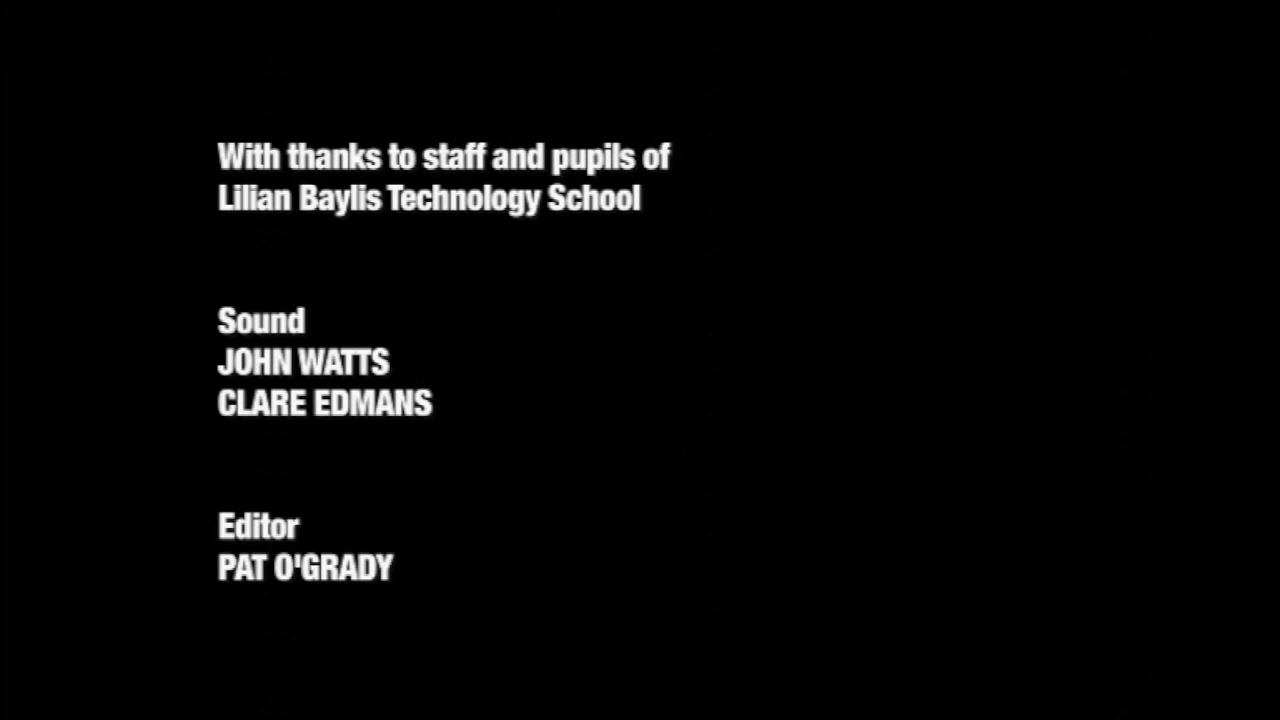 With thanks to staff and pupils of
Lilian Baylis Technology School
Sound
JOHN WATTS
CLARE EDMANS
Editor
PAT O'GRADY